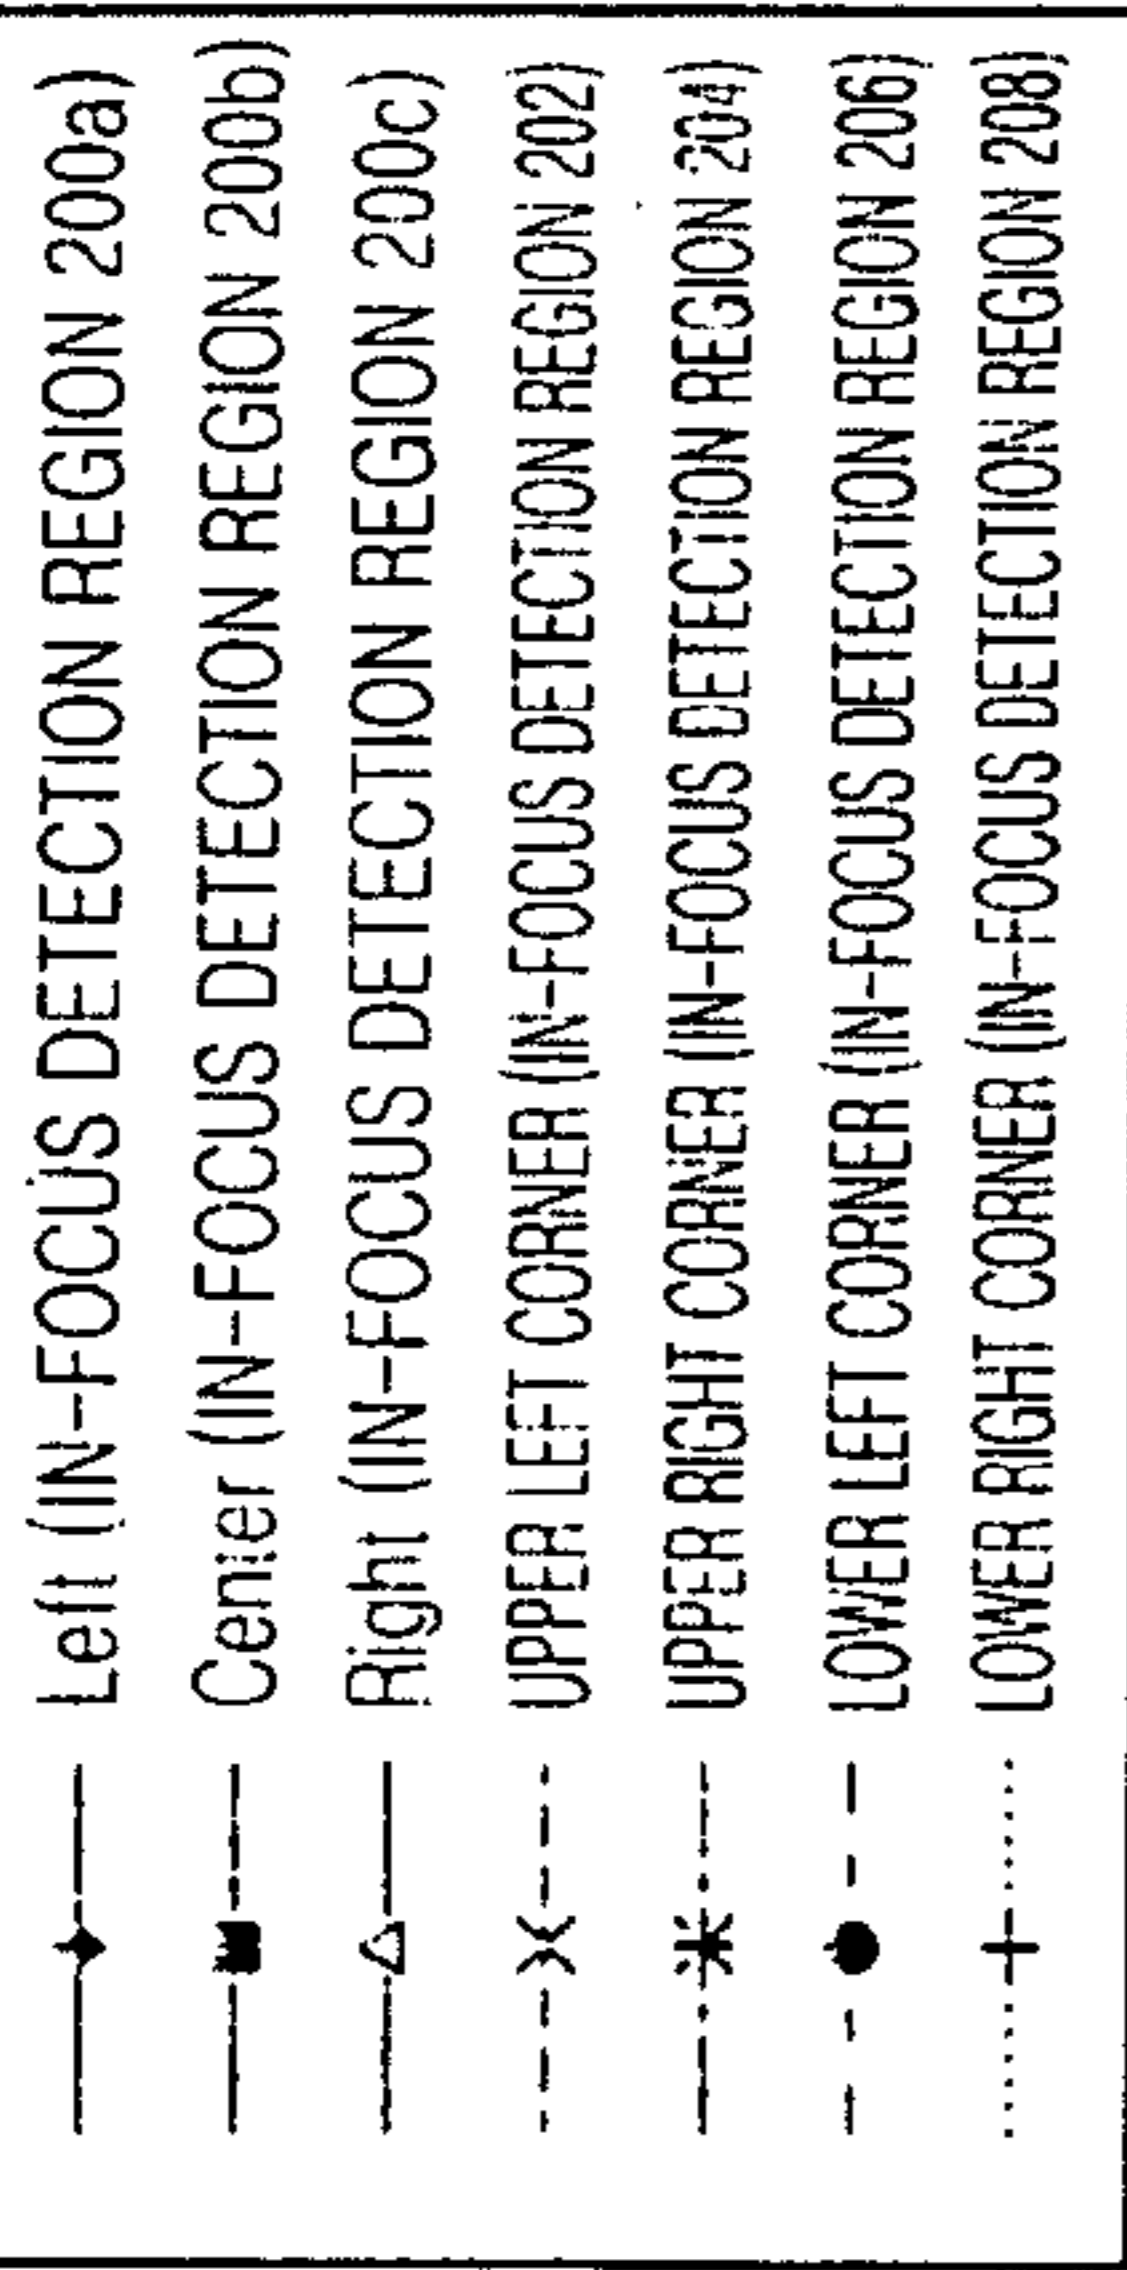 Left (IN-FOCUS DETECTION REGION 200a)
Cenier (IN-FOCUS DETECTION REGION 200b)
Right (IN-FOCUS DETECTION REGION 200c)
UPPER LEFT CORNER (IN-FOCUS DETECTION REGION 202)
UPPER RIGHT CORNER (IN-FOCUS DETECTION REGION 204)
LOWER LEFT CORNER (IN-FOCUS DETECTION REGION 206)
LOWER RIGHT CORNER (IN-FOCUS DETECTION REGION 208)